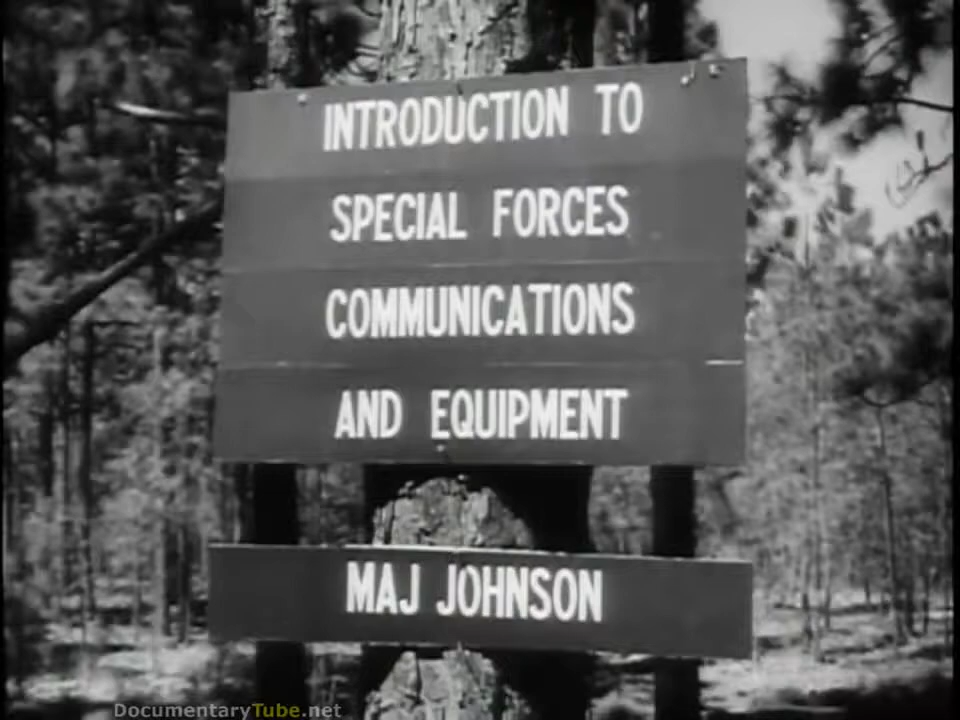 INTRODUCTION TO
SPECIAL FORCES
COMMUNICATIONS
AND EQUIPMENT
MAJ JOHNSON
DocumentaryTube.net